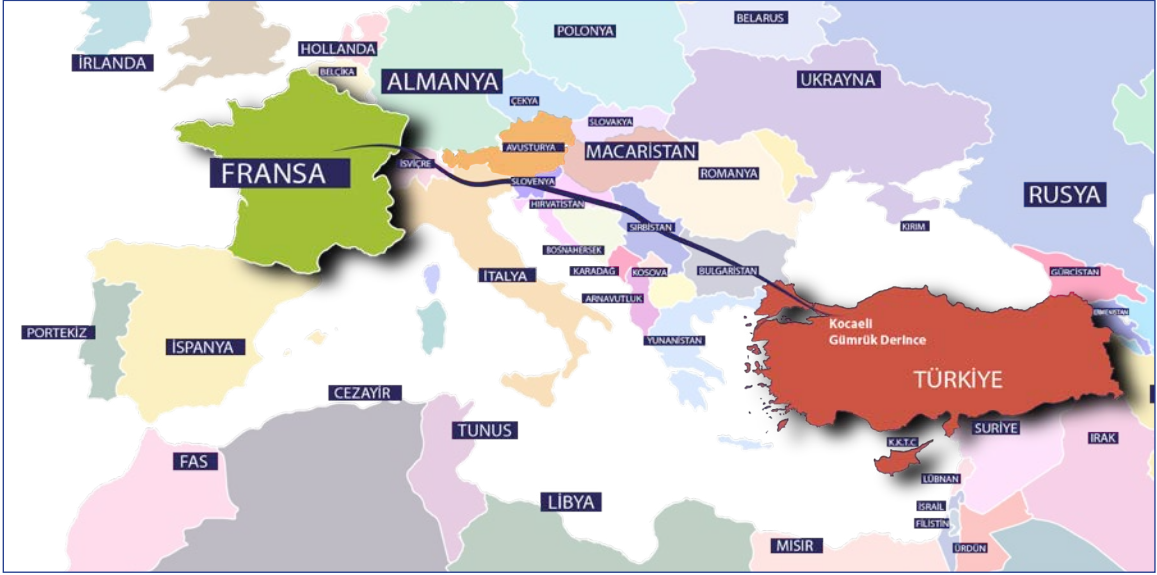 BELARUS
POLONYA
HOLLANDA
İRLANDA
BELÇİKA
ALMANYA
UKRAYNA
ÇEKYA
SLOVAKYA
AVUSTURYA
MACARİSTAN
İSVİÇRE
FRANSA
ROMANYA
SLOVENYA
RUSYA
HIRVATİSTAN
SIRBİSTAN
KIRIM
BOSNAHERSEK
KARADAĞ
KOSOVA
BULGARİSTAN
GÜRCİSTAN
İTALYA
ARNAVUTLUK
ERMENİSTAN
Kocaeli
Gümrük Derince
PORTEKİZ
İSPANYA
YUNANİSTAN
TÜRKİYE
CEZAYİR
TUNUS
SURİYE
IRAK
K.K.T.C
FAS
LÜBNAN
LİBYA
İSRAİL
FİLİSTİN
MISIR
ÜRDÜN